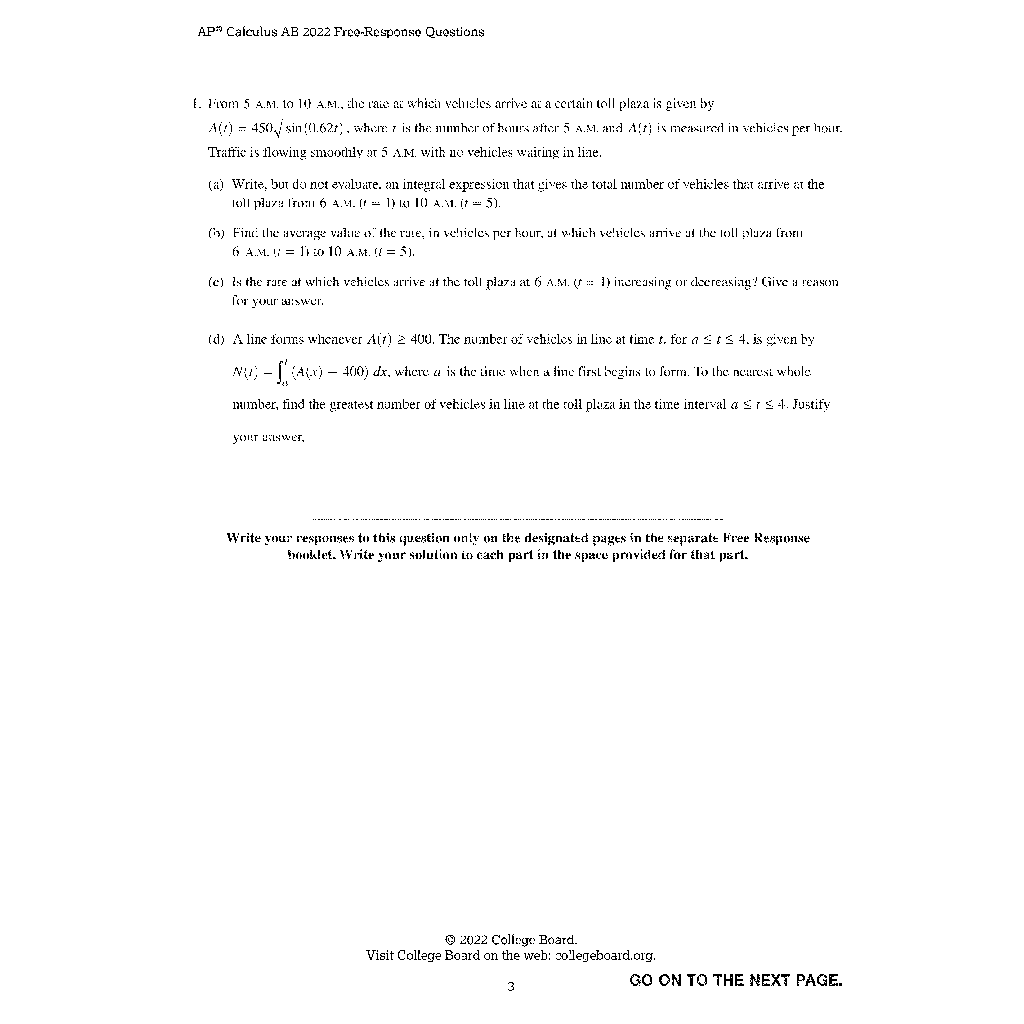 AP® Calculus AB 2022 Free-Response Questions
1. From 5 A.M. to 10 A.M., the rate at which vehicles arrive at a certain toll plaza is given by
A(t) = 450√sin(0.62t), where t is the number of hours after 5 A.M. and A(t) is measured in vehicles per hour.
Traffic is flowing smoothly at 5 A.M. with no vehicles waiting in line.
(a) Write, but do not evaluate, an integral expression that gives the total number of vehicles that arrive at the
toll plaza from 6 A.M. (t = 1) to 10 A.M. (t = 5).
(b) Find the average value of the rate, in vehicles per hour, at which vehicles arrive at the toll plaza from
6 A.M. (t = 1) to 10 A.M. (t = 5).
(c) Is the rate at which vehicles arrive at the toll plaza at 6 A.M. (t = 1) increasing or decreasing? Give a reason
for your answer.
(d) A line forms whenever A(t) ≥ 400. The number of vehicles in line at time t, for a ≤ t ≤ 4, is given by
N(t) = ∫ₐᵗ (A(x) − 400) dx, where a is the time when a line first begins to form. To the nearest whole
number, find the greatest number of vehicles in line at the toll plaza in the time interval a ≤ t ≤ 4. Justify
your answer.
Write your responses to this question only on the designated pages in the separate Free Response
booklet. Write your solution to each part in the space provided for that part.
© 2022 College Board.
Visit College Board on the web: collegeboard.org.
3
GO ON TO THE NEXT PAGE.